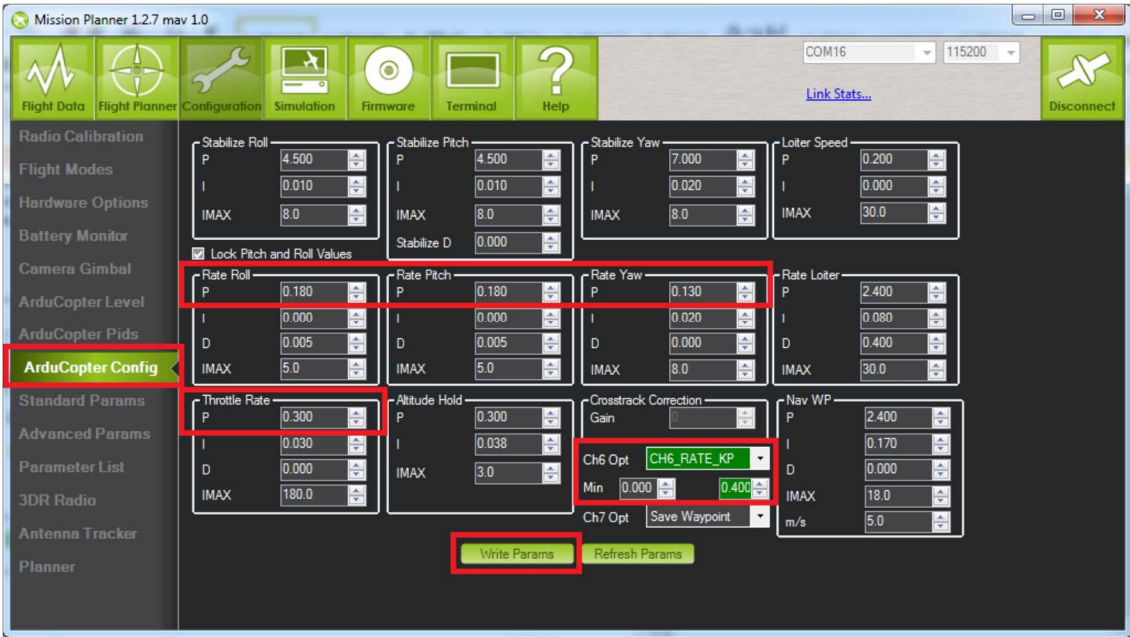 Mission Planner 1.2.7 mav 1.0
COM16 115200
Link Stats...
Flight Data Flight Planner Configuration Simulation Firmware Terminal Help Disconnect
Radio Calibration
Flight Modes
Hardware Options
Battery Monitor
Camera Gimbal
ArduCopter Level
ArduCopter Pids
ArduCopter Config
Standard Params
Advanced Params
Parameter List
3DR Radio
Antenna Tracker
Planner
Stabilize Roll
P 4.500
I 0.010
IMAX 8.0
Stabilize Pitch
P 4.500
I 0.010
IMAX 8.0
Stabilize D 0.000
Stabilize Yaw
P 7.000
I 0.020
IMAX 8.0
Loiter Speed
P 0.200
I 0.000
IMAX 30.0
Lock Pitch and Roll Values
Rate Roll
P 0.180
I 0.000
D 0.005
IMAX 5.0
Rate Pitch
P 0.180
I 0.000
D 0.005
IMAX 5.0
Rate Yaw
P 0.130
I 0.020
D 0.000
IMAX 8.0
Rate Loiter
P 2.400
I 0.080
D 0.400
IMAX 30.0
Throttle Rate
P 0.300
I 0.030
D 0.000
IMAX 180.0
Altitude Hold
P 0.300
I 0.038
IMAX 3.0
Crosstrack Correction
Gain 0
Ch6 Opt CH6_RATE_KP
Min 0.000 0.400
Ch7 Opt Save Waypoint
Nav WP
P 2.400
I 0.170
D 0.000
IMAX 18.0
m/s 5.0
Write Params Refresh Params